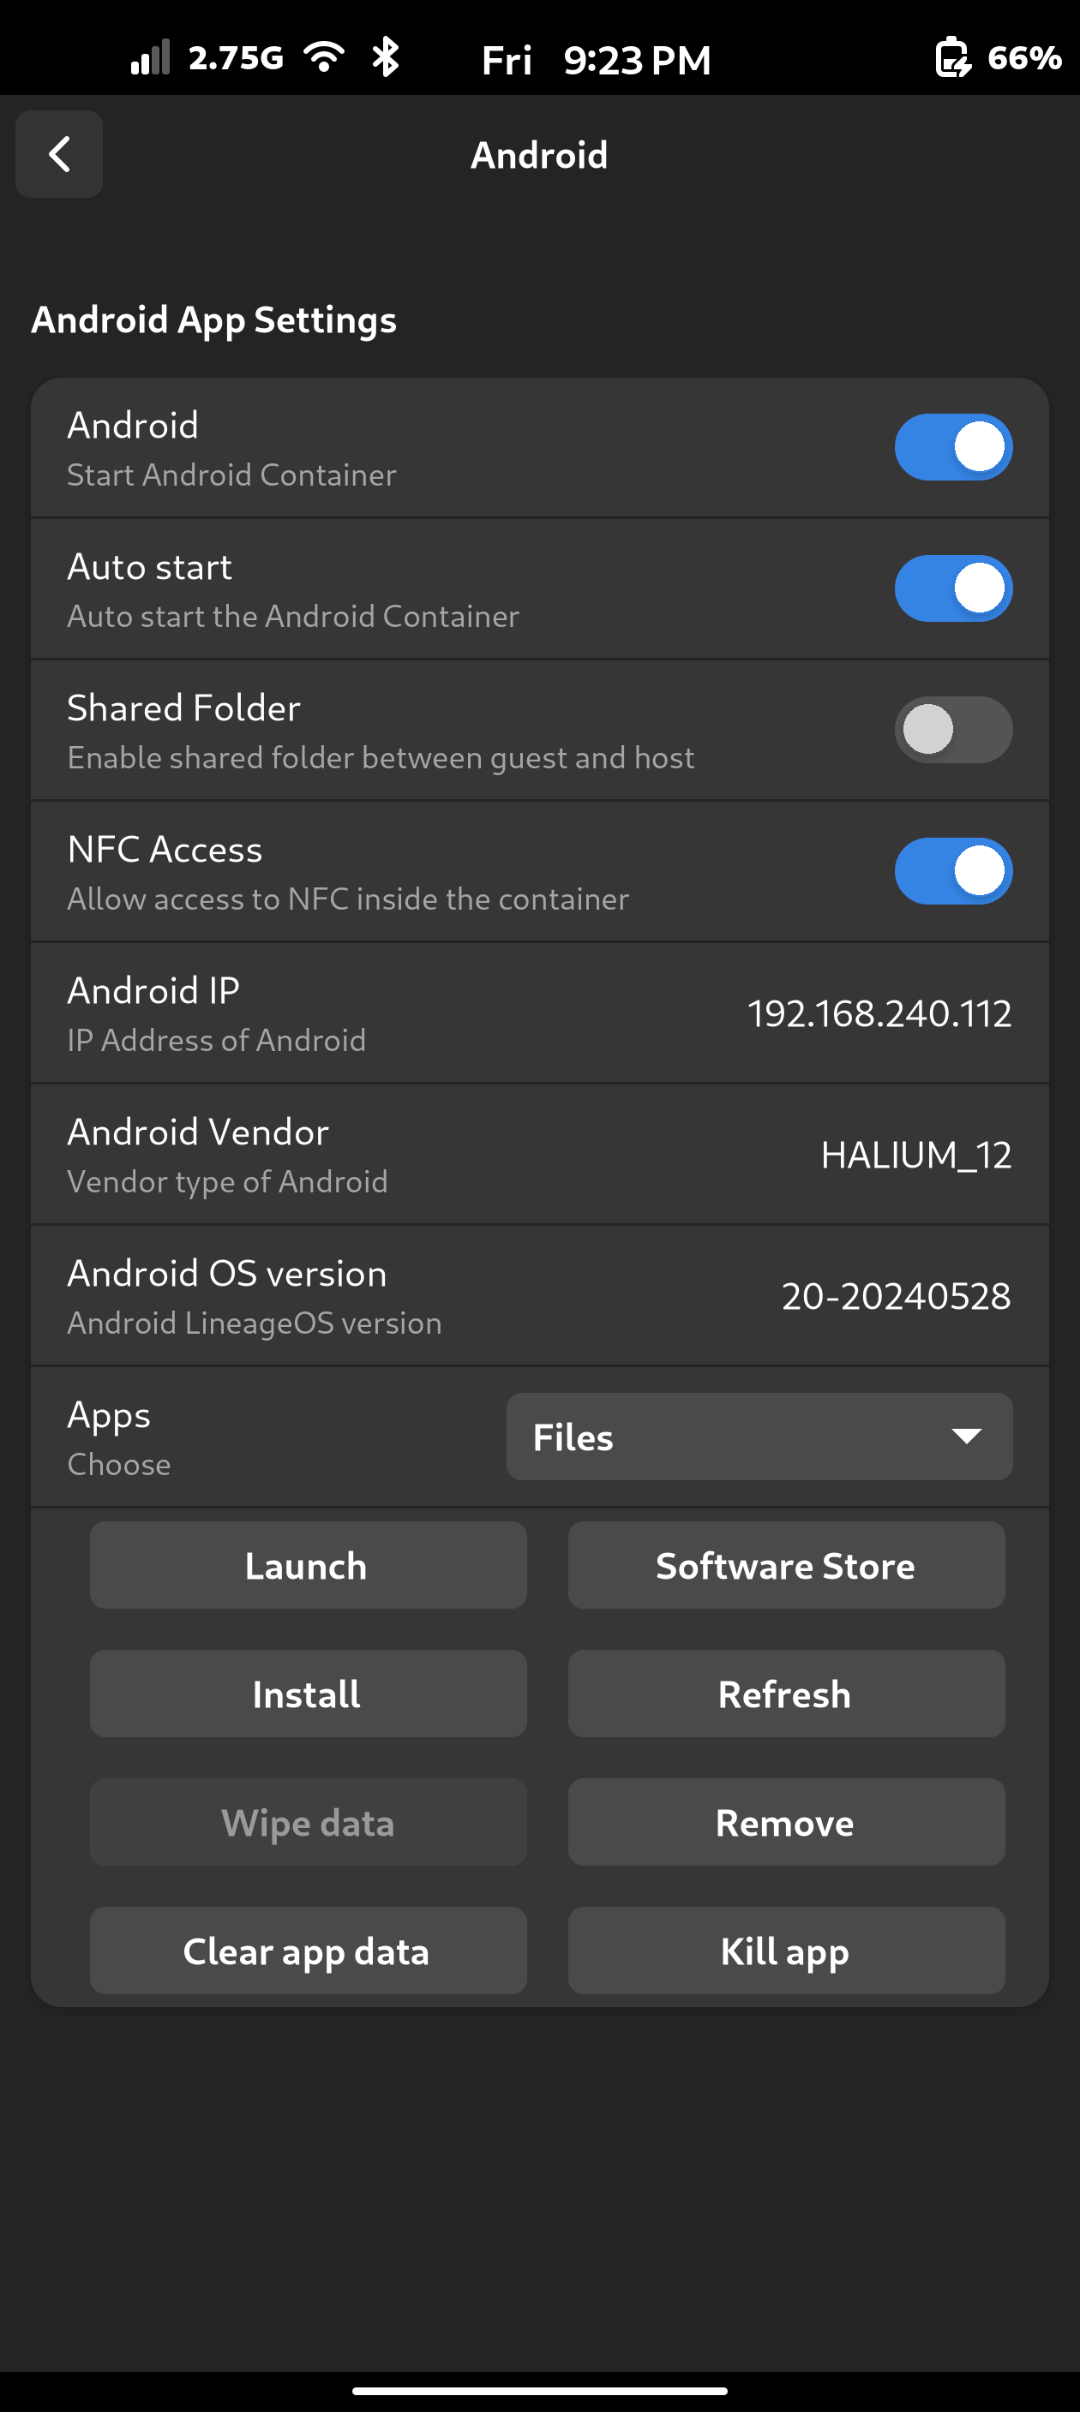 2.75G Fri 9:23 PM 66%
Android
Android App Settings
Android
Start Android Container
Auto start
Auto start the Android Container
Shared Folder
Enable shared folder between guest and host
NFC Access
Allow access to NFC inside the container
Android IP
IP Address of Android
192.168.240.112
Android Vendor
Vendor type of Android
HALIUM_12
Android OS version
Android LineageOS version
20-20240528
Apps
Choose
Files
Launch
Software Store
Install
Refresh
Wipe data
Remove
Clear app data
Kill app